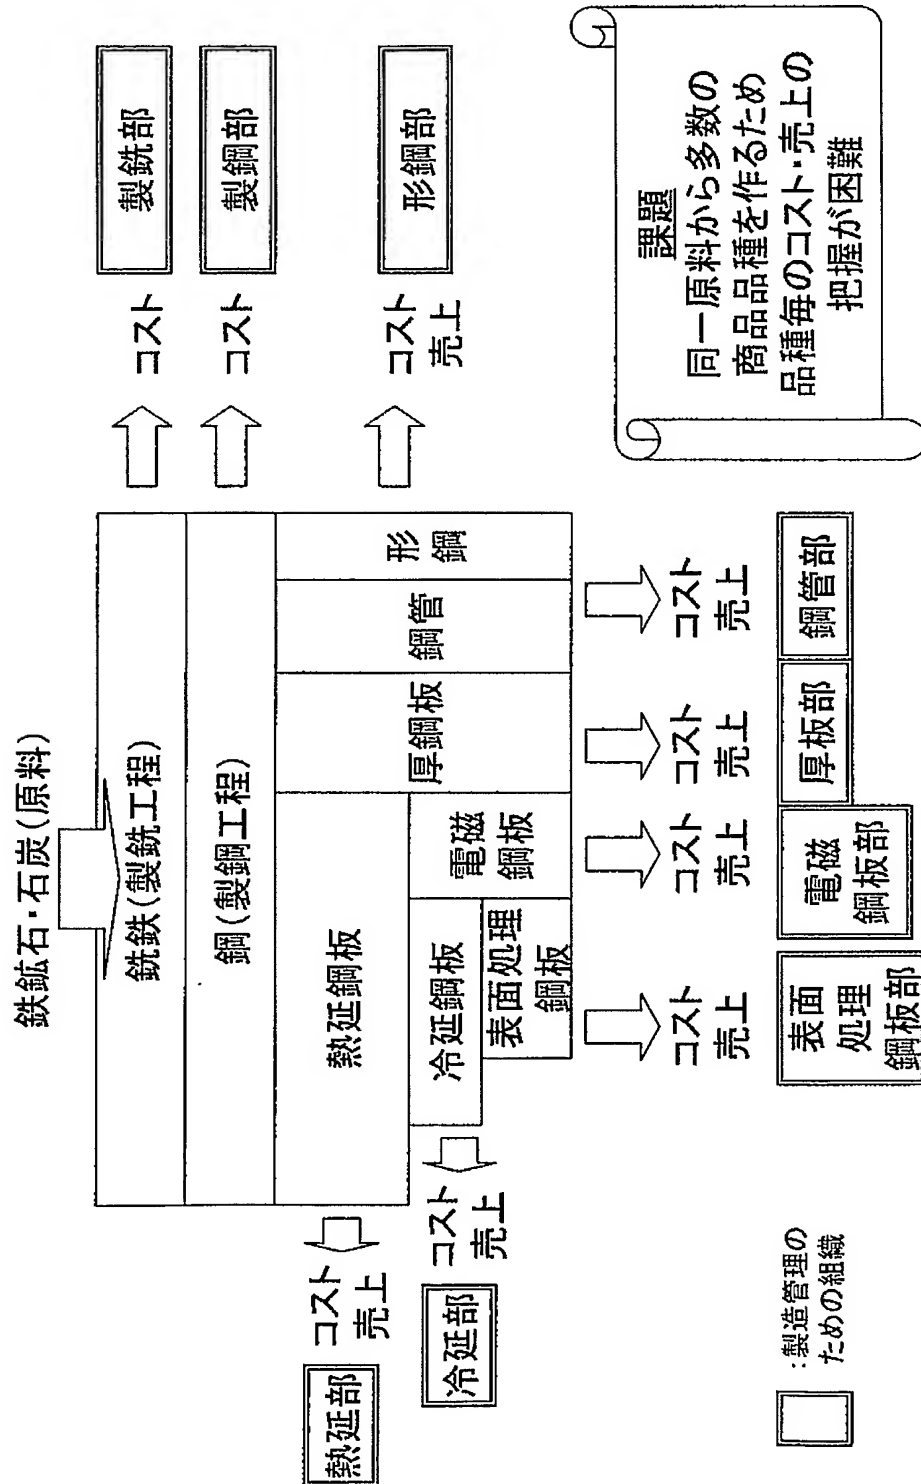 鉄鉱石・石炭(原料)
銑鉄(製銑工程)
鋼(製鋼工程)
熱延鋼板
冷延鋼板
表面処理
鋼板
電磁
鋼板
厚鋼板
鋼管
形
鋼
コスト
製銑部
コスト
製鋼部
コスト
売上
形鋼部
コスト
売上
熱延部
コスト
売上
冷延部
コスト
売上
表面
処理
鋼板部
コスト
売上
電磁
鋼板部
コスト
売上
厚板部
コスト
売上
鋼管部
課題
同一原料から多数の
商品品種を作るため
品種毎のコスト・売上の
把握が困難
:製造管理の
ための組織